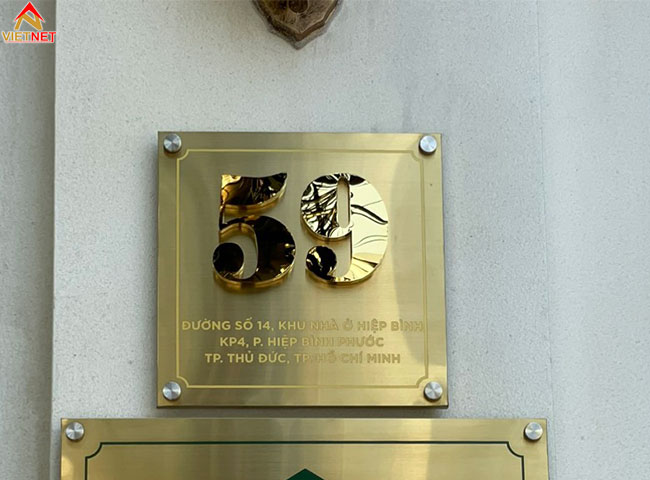 VIETNET
59
ĐƯỜNG SỐ 14, KHU NHÀ Ở HIỆP BÌNH
KP4, P. HIỆP BÌNH PHƯỚC
TP. THỦ ĐỨC, TP. HỒ CHÍ MINH